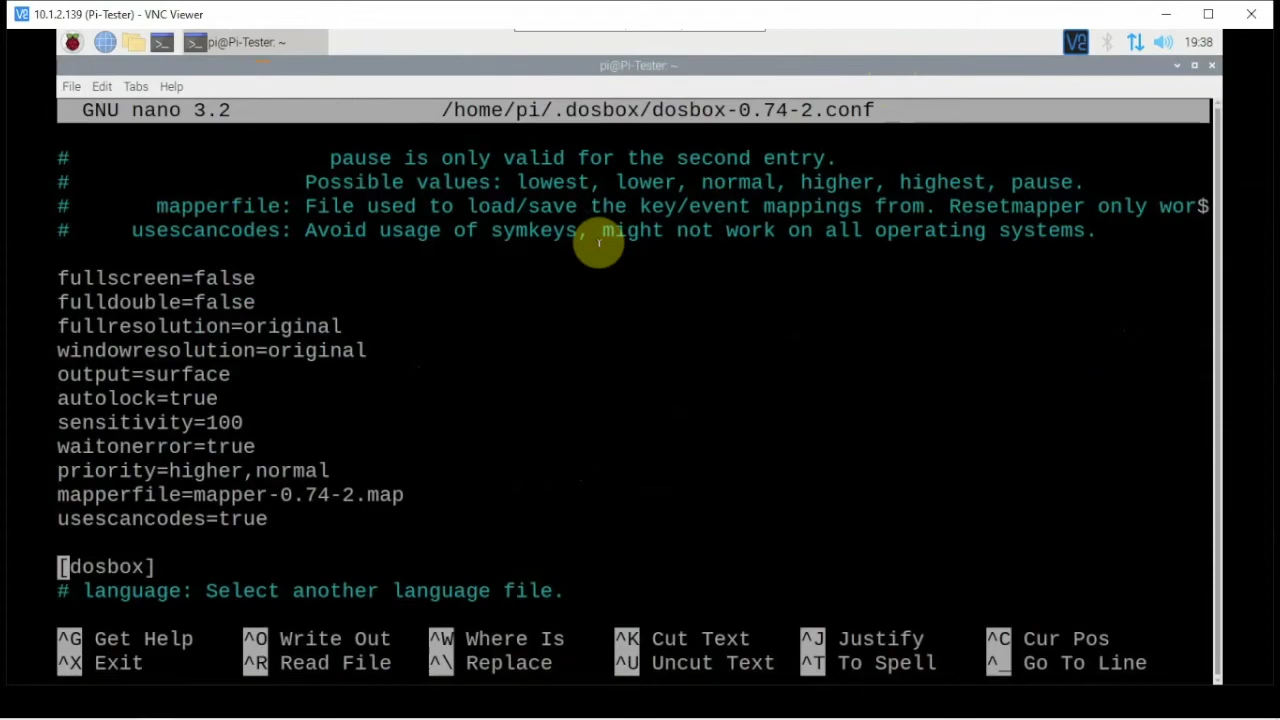 10.1.2.139 (Pi-Tester) - VNC Viewer
pi@Pi-Tester: ~
19:38
pi@Pi-Tester: ~
File Edit Tabs Help
GNU nano 3.2 /home/pi/.dosbox/dosbox-0.74-2.conf
# pause is only valid for the second entry.
# Possible values: lowest, lower, normal, higher, highest, pause.
# mapperfile: File used to load/save the key/event mappings from. Resetmapper only wor$
# usescancodes: Avoid usage of symkeys, might not work on all operating systems.
fullscreen=false
fulldouble=false
fullresolution=original
windowresolution=original
output=surface
autolock=true
sensitivity=100
waitonerror=true
priority=higher,normal
mapperfile=mapper-0.74-2.map
usescancodes=true
[dosbox]
# language: Select another language file.
^G Get Help ^O Write Out ^W Where Is ^K Cut Text ^J Justify ^C Cur Pos
^X Exit ^R Read File ^\ Replace ^U Uncut Text ^T To Spell ^_ Go To Line